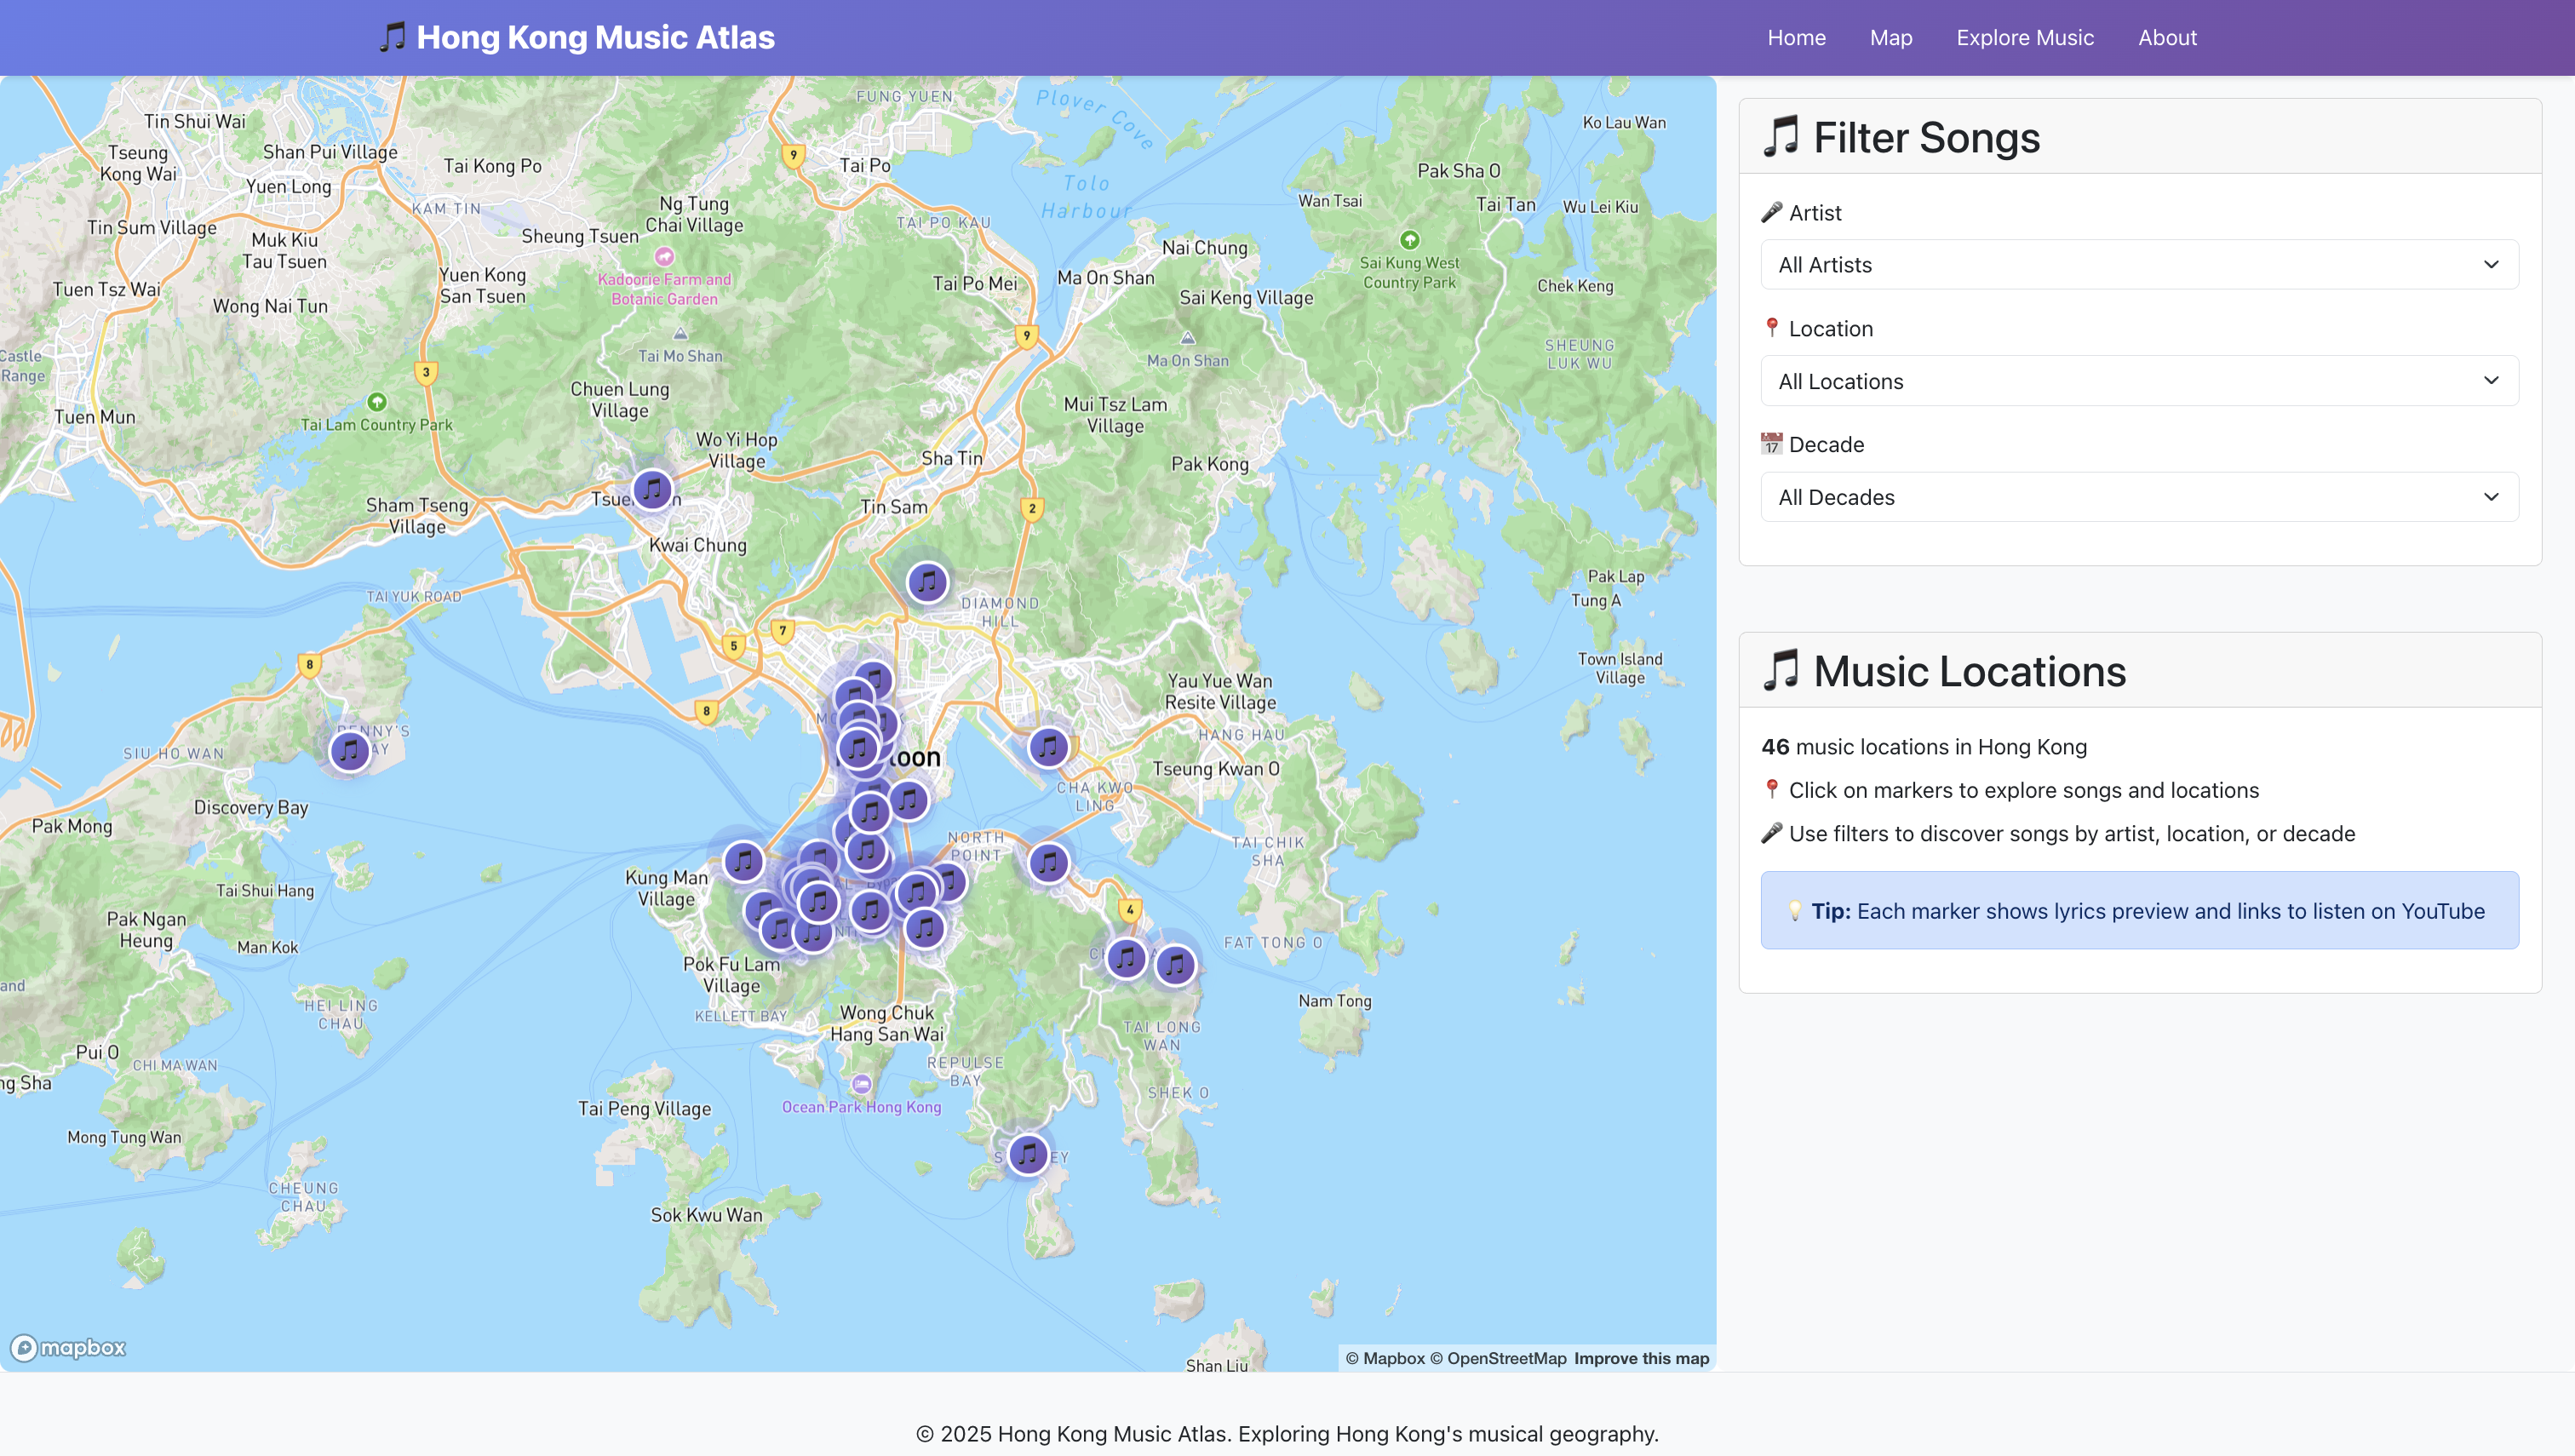 Hong Kong Music Atlas
Home
Map
Explore Music
About
FUNG YUEN
Plover Cove
Tin Shui Wai
Ko Lau Wan
Tseung
Kong Wai
Shan Pui Village
Tai Kong Po
9
Tai Po
Pak Sha O
Yuen Long
Tolo
Harbour
Wan Tsai
Tai Tan
Wu Lei Kiu
KAM TIN
Ng Tung
Chai Village
TAI PO KAU
Tin Sum Village
Muk Kiu
Tau Tsuen
Sheung Tsuen
Nai Chung
Sai Kung West
Country Park
Yuen Kong
San Tsuen
Kadoorie Farm and
Botanic Garden
Tai Po Mei
Ma On Shan
Sai Keng Village
Chek Keng
Tuen Tsz Wai
Wong Nai Tun
9
Castle
Range
Tai Mo Shan
Ma On Shan
SHEUNG
LUK WU
3
Chuen Lung
Village
Mui Tsz Lam
Village
Tuen Mun
Tai Lam Country Park
Wo Yi Hop
Village
Sha Tin
Pak Kong
Sham Tseng
Village
Tin Sam
2
Kwai Chung
Pak Lap
Tung A
TAI YUK ROAD
DIAMOND
HILL
7
5
8
Town Island
Village
Yau Yue Wan
Resite Village
8
SIU HO WAN
HANG HAU
Tseung Kwan O
CHA KWO
LING
Discovery Bay
Pak Mong
NORTH
POINT
TAI CHIK
SHA
Kung Man
Village
Tai Shui Hang
4
Pak Ngan
Heung
Man Kok
FAT TONG O
Pok Fu Lam
Village
HEI LING
CHAU
KELLETT BAY
Wong Chuk
Hang San Wai
Nam Tong
TAI LONG
WAN
Pui O
CHI MA WAN
REPULSE
BAY
SHEK O
Ocean Park Hong Kong
Tai Peng Village
Mong Tung Wan
CHEUNG
CHAU
Sok Kwu Wan
Shan Liu
mapbox
© Mapbox © OpenStreetMap Improve this map
Filter Songs
Artist
All Artists
Location
All Locations
17
Decade
All Decades
Music Locations
46 music locations in Hong Kong
Click on markers to explore songs and locations
Use filters to discover songs by artist, location, or decade
Tip: Each marker shows lyrics preview and links to listen on YouTube
© 2025 Hong Kong Music Atlas. Exploring Hong Kong's musical geography.